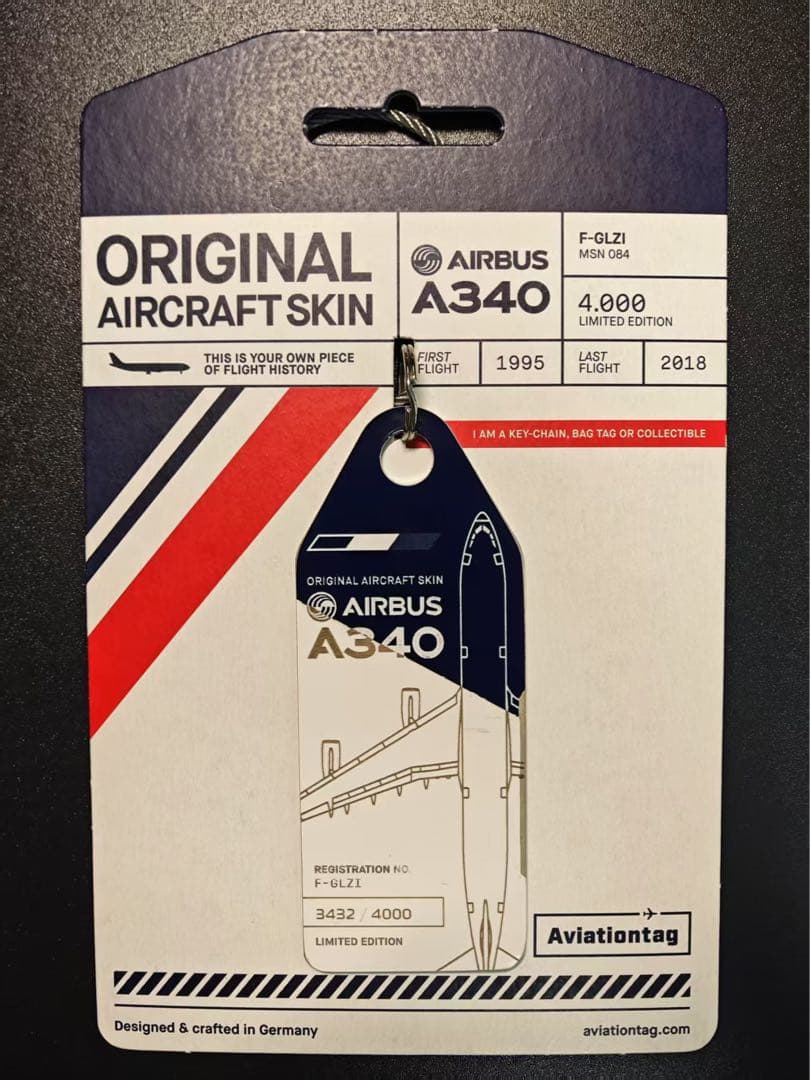 ORIGINAL
AIRCRAFT SKIN
AIRBUS
A340
F-GLZI
MSN 084
4.000
LIMITED EDITION
THIS IS YOUR OWN PIECE
OF FLIGHT HISTORY
FIRST
FLIGHT
1995
LAST
FLIGHT
2018
I AM A KEY-CHAIN, BAG TAG OR COLLECTIBLE
ORIGINAL AIRCRAFT SKIN
AIRBUS
A340
REGISTRATION NO.
F-GLZI
3432 / 4000
LIMITED EDITION
Aviationtag
Designed & crafted in Germany
aviationtag.com